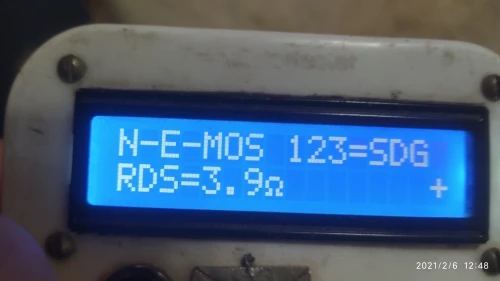 N-E-MOS 123=SDG
RDS=3.9Ω +
2021/2/6 12:48